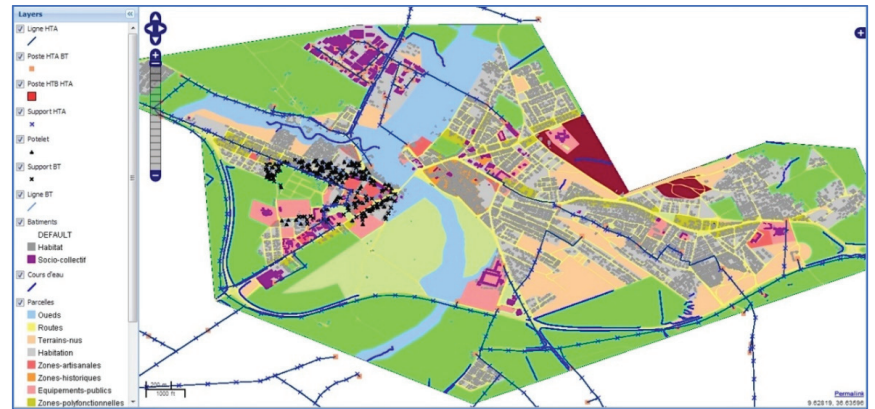 Layers
Ligne HTA
Poste HTA BT
Poste HTB HTA
Support HTA
Potelet
Support BT
Ligne BT
Batiments
DEFAULT
Habitat
Socio-collectif
Cours d'eau
Parcelles
Oueds
Routes
Terrains-nus
Habitation
Zones-artisanales
Zones-historiques
Equipements-publics
Zones-polyfonctionnelles
1000 ft
Permalink
9.62819, 36.63596